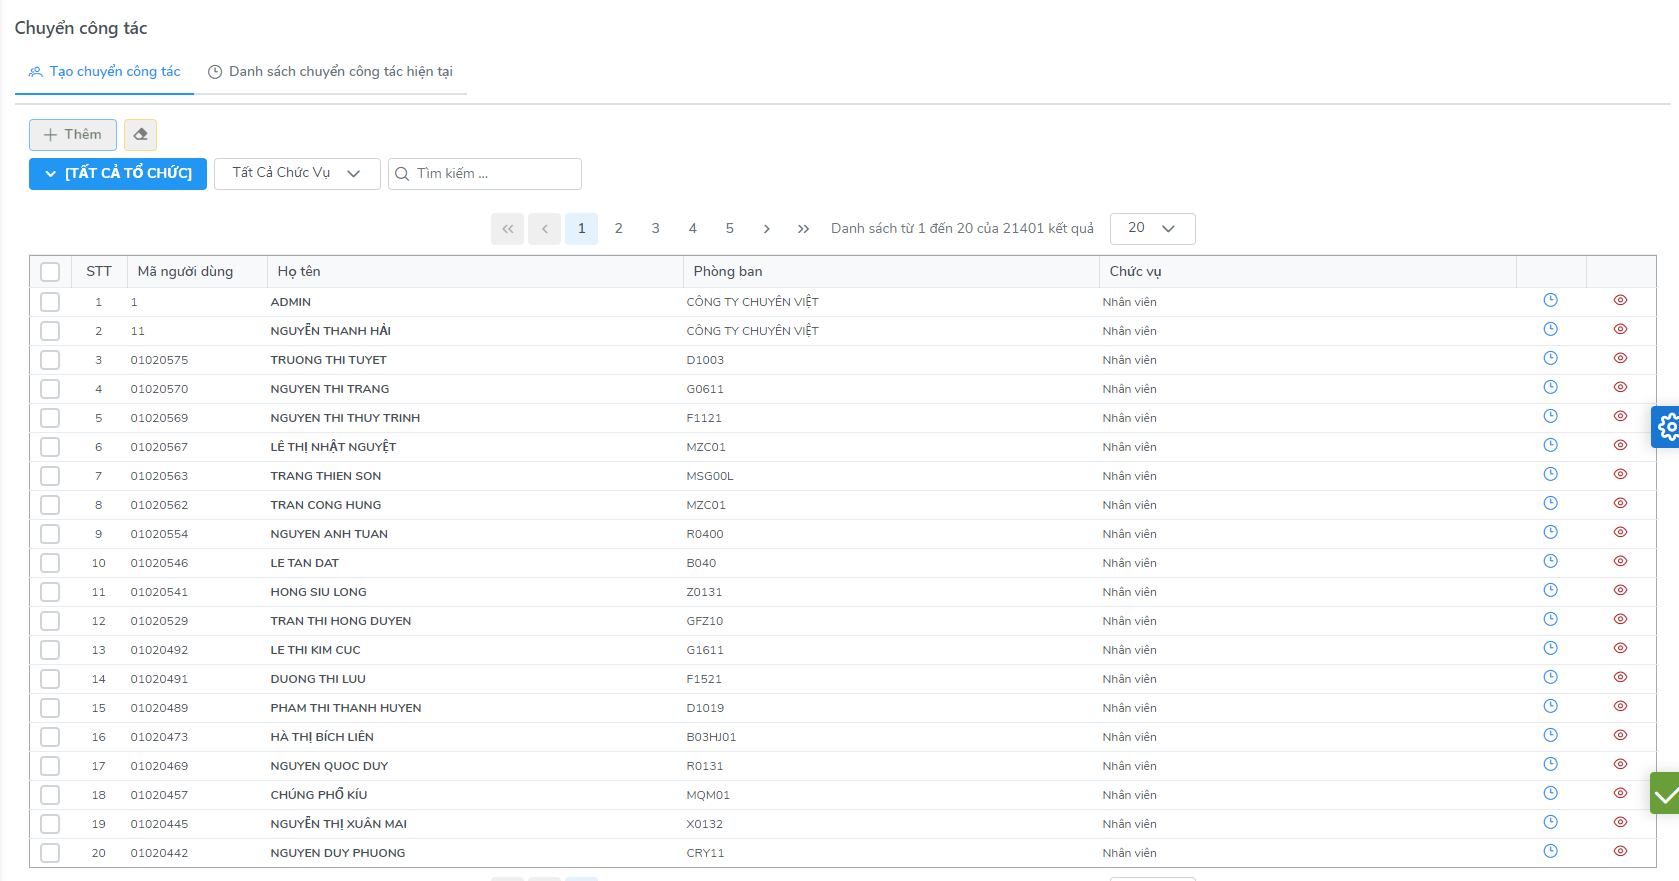 Chuyển công tác
Tạo chuyển công tác Danh sách chuyển công tác hiện tại
Thêm
[TẤT CẢ TỔ CHỨC] Tất Cả Chức Vụ Tìm kiếm ...
« ‹ 1 2 3 4 5 › » Danh sách từ 1 đến 20 của 21401 kết quả 20
STT Mã người dùng Họ tên Phòng ban Chức vụ
1 1 ADMIN CÔNG TY CHUYÊN VIỆT Nhân viên
2 11 NGUYỄN THANH HẢI CÔNG TY CHUYÊN VIỆT Nhân viên
3 01020575 TRUONG THI TUYET D1003 Nhân viên
4 01020570 NGUYEN THI TRANG G0611 Nhân viên
5 01020569 NGUYEN THI THUY TRINH F1121 Nhân viên
6 01020567 LÊ THỊ NHẬT NGUYỆT MZC01 Nhân viên
7 01020563 TRANG THIEN SON MSG00L Nhân viên
8 01020562 TRAN CONG HUNG MZC01 Nhân viên
9 01020554 NGUYEN ANH TUAN R0400 Nhân viên
10 01020546 LE TAN DAT B040 Nhân viên
11 01020541 HONG SIU LONG Z0131 Nhân viên
12 01020529 TRAN THI HONG DUYEN GFZ10 Nhân viên
13 01020492 LE THI KIM CUC G1611 Nhân viên
14 01020491 DUONG THI LUU F1521 Nhân viên
15 01020489 PHAM THI THANH HUYEN D1019 Nhân viên
16 01020473 HÀ THỊ BÍCH LIÊN B03HJ01 Nhân viên
17 01020469 NGUYEN QUOC DUY R0131 Nhân viên
18 01020457 CHÚNG PHỔ KÍU MQM01 Nhân viên
19 01020445 NGUYỄN THỊ XUÂN MAI X0132 Nhân viên
20 01020442 NGUYEN DUY PHUONG CRY11 Nhân viên